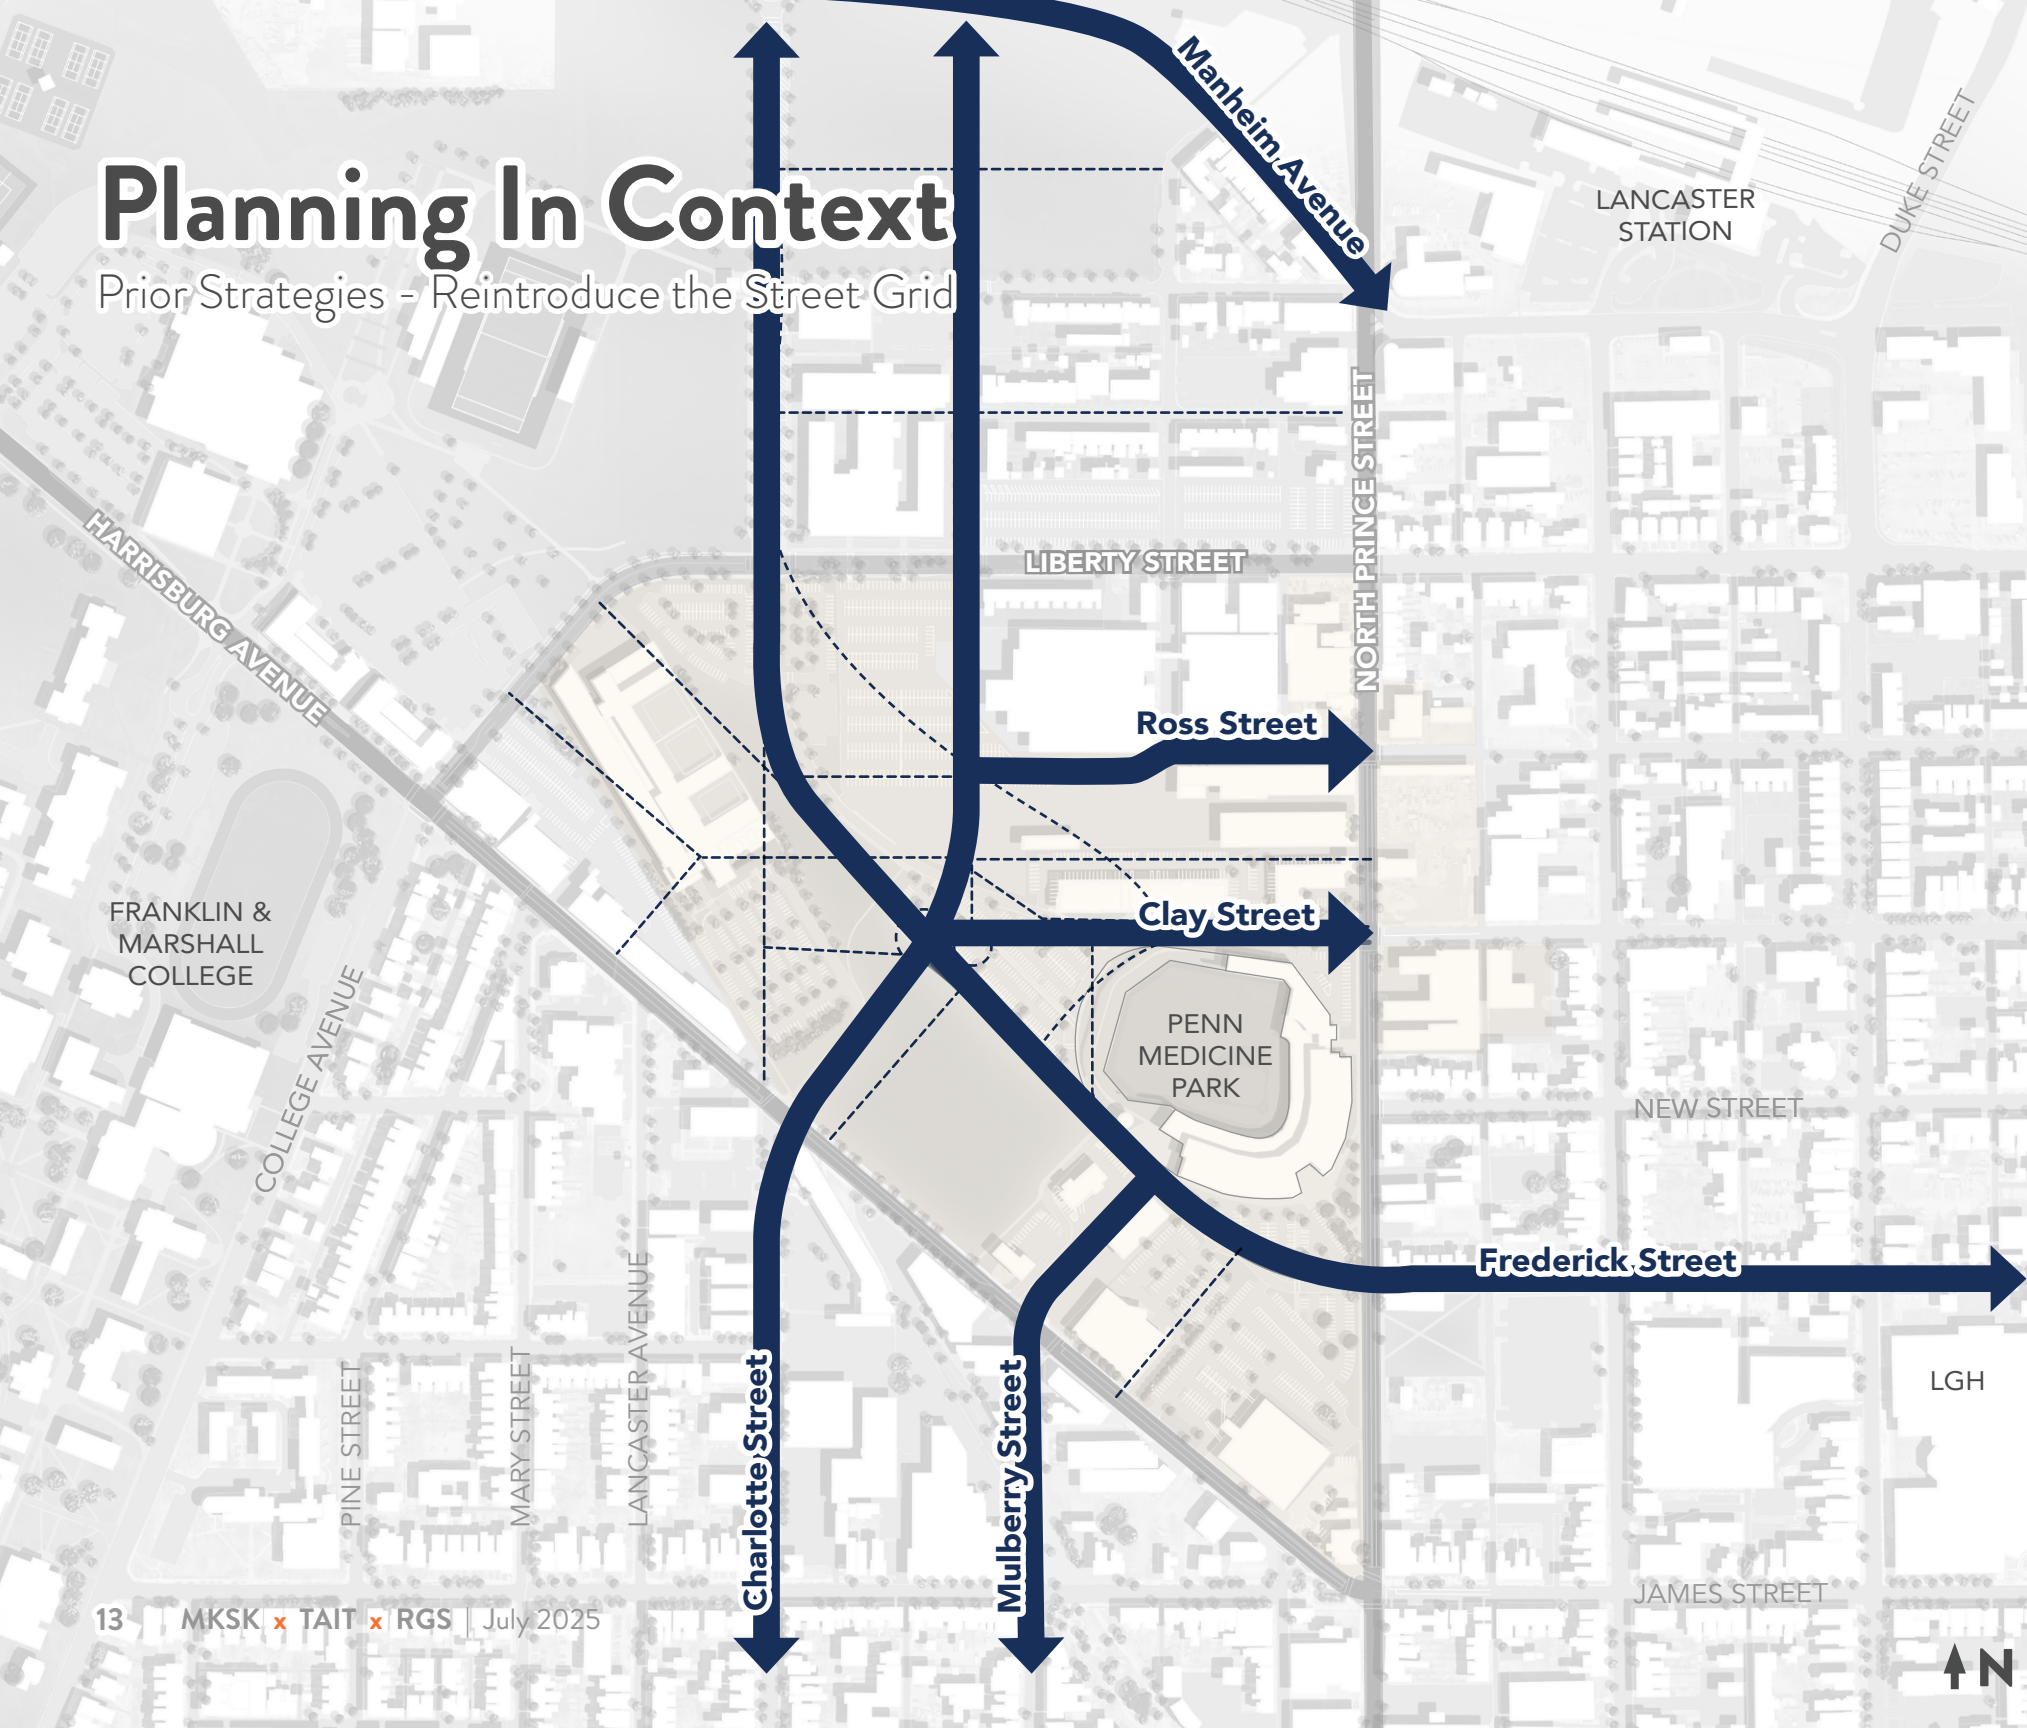 Planning In Context
Prior Strategies - Reintroduce the Street Grid
Manheim Avenue
LANCASTER
STATION
DUKE STREET
NORTH PRINCE STREET
HARRISBURG AVENUE
LIBERTY STREET
Ross Street
FRANKLIN &
MARSHALL
COLLEGE
Clay Street
COLLEGE AVENUE
PENN
MEDICINE
PARK
NEW STREET
Frederick Street
PINE STREET
MARY STREET
LANCASTER AVENUE
Charlotte Street
Mulberry Street
LGH
JAMES STREET
13 MKSK x TAIT x RGS | July 2025
N